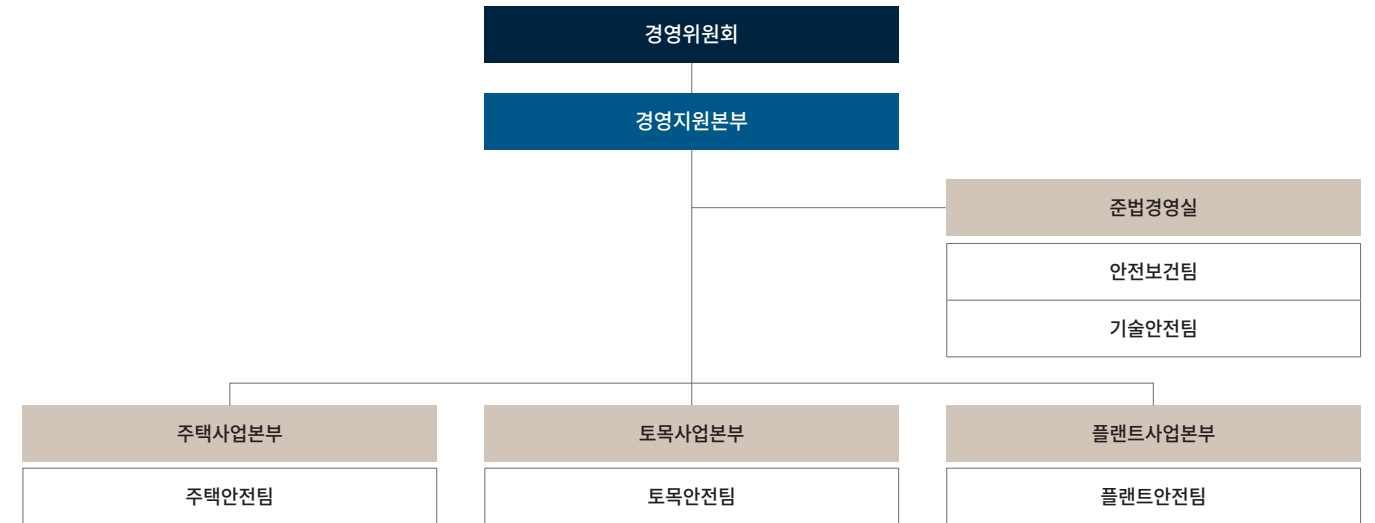 경영위원회
경영지원본부
준법경영실
안전보건팀
기술안전팀
주택사업본부
토목사업본부
플랜트사업본부
주택안전팀
토목안전팀
플랜트안전팀